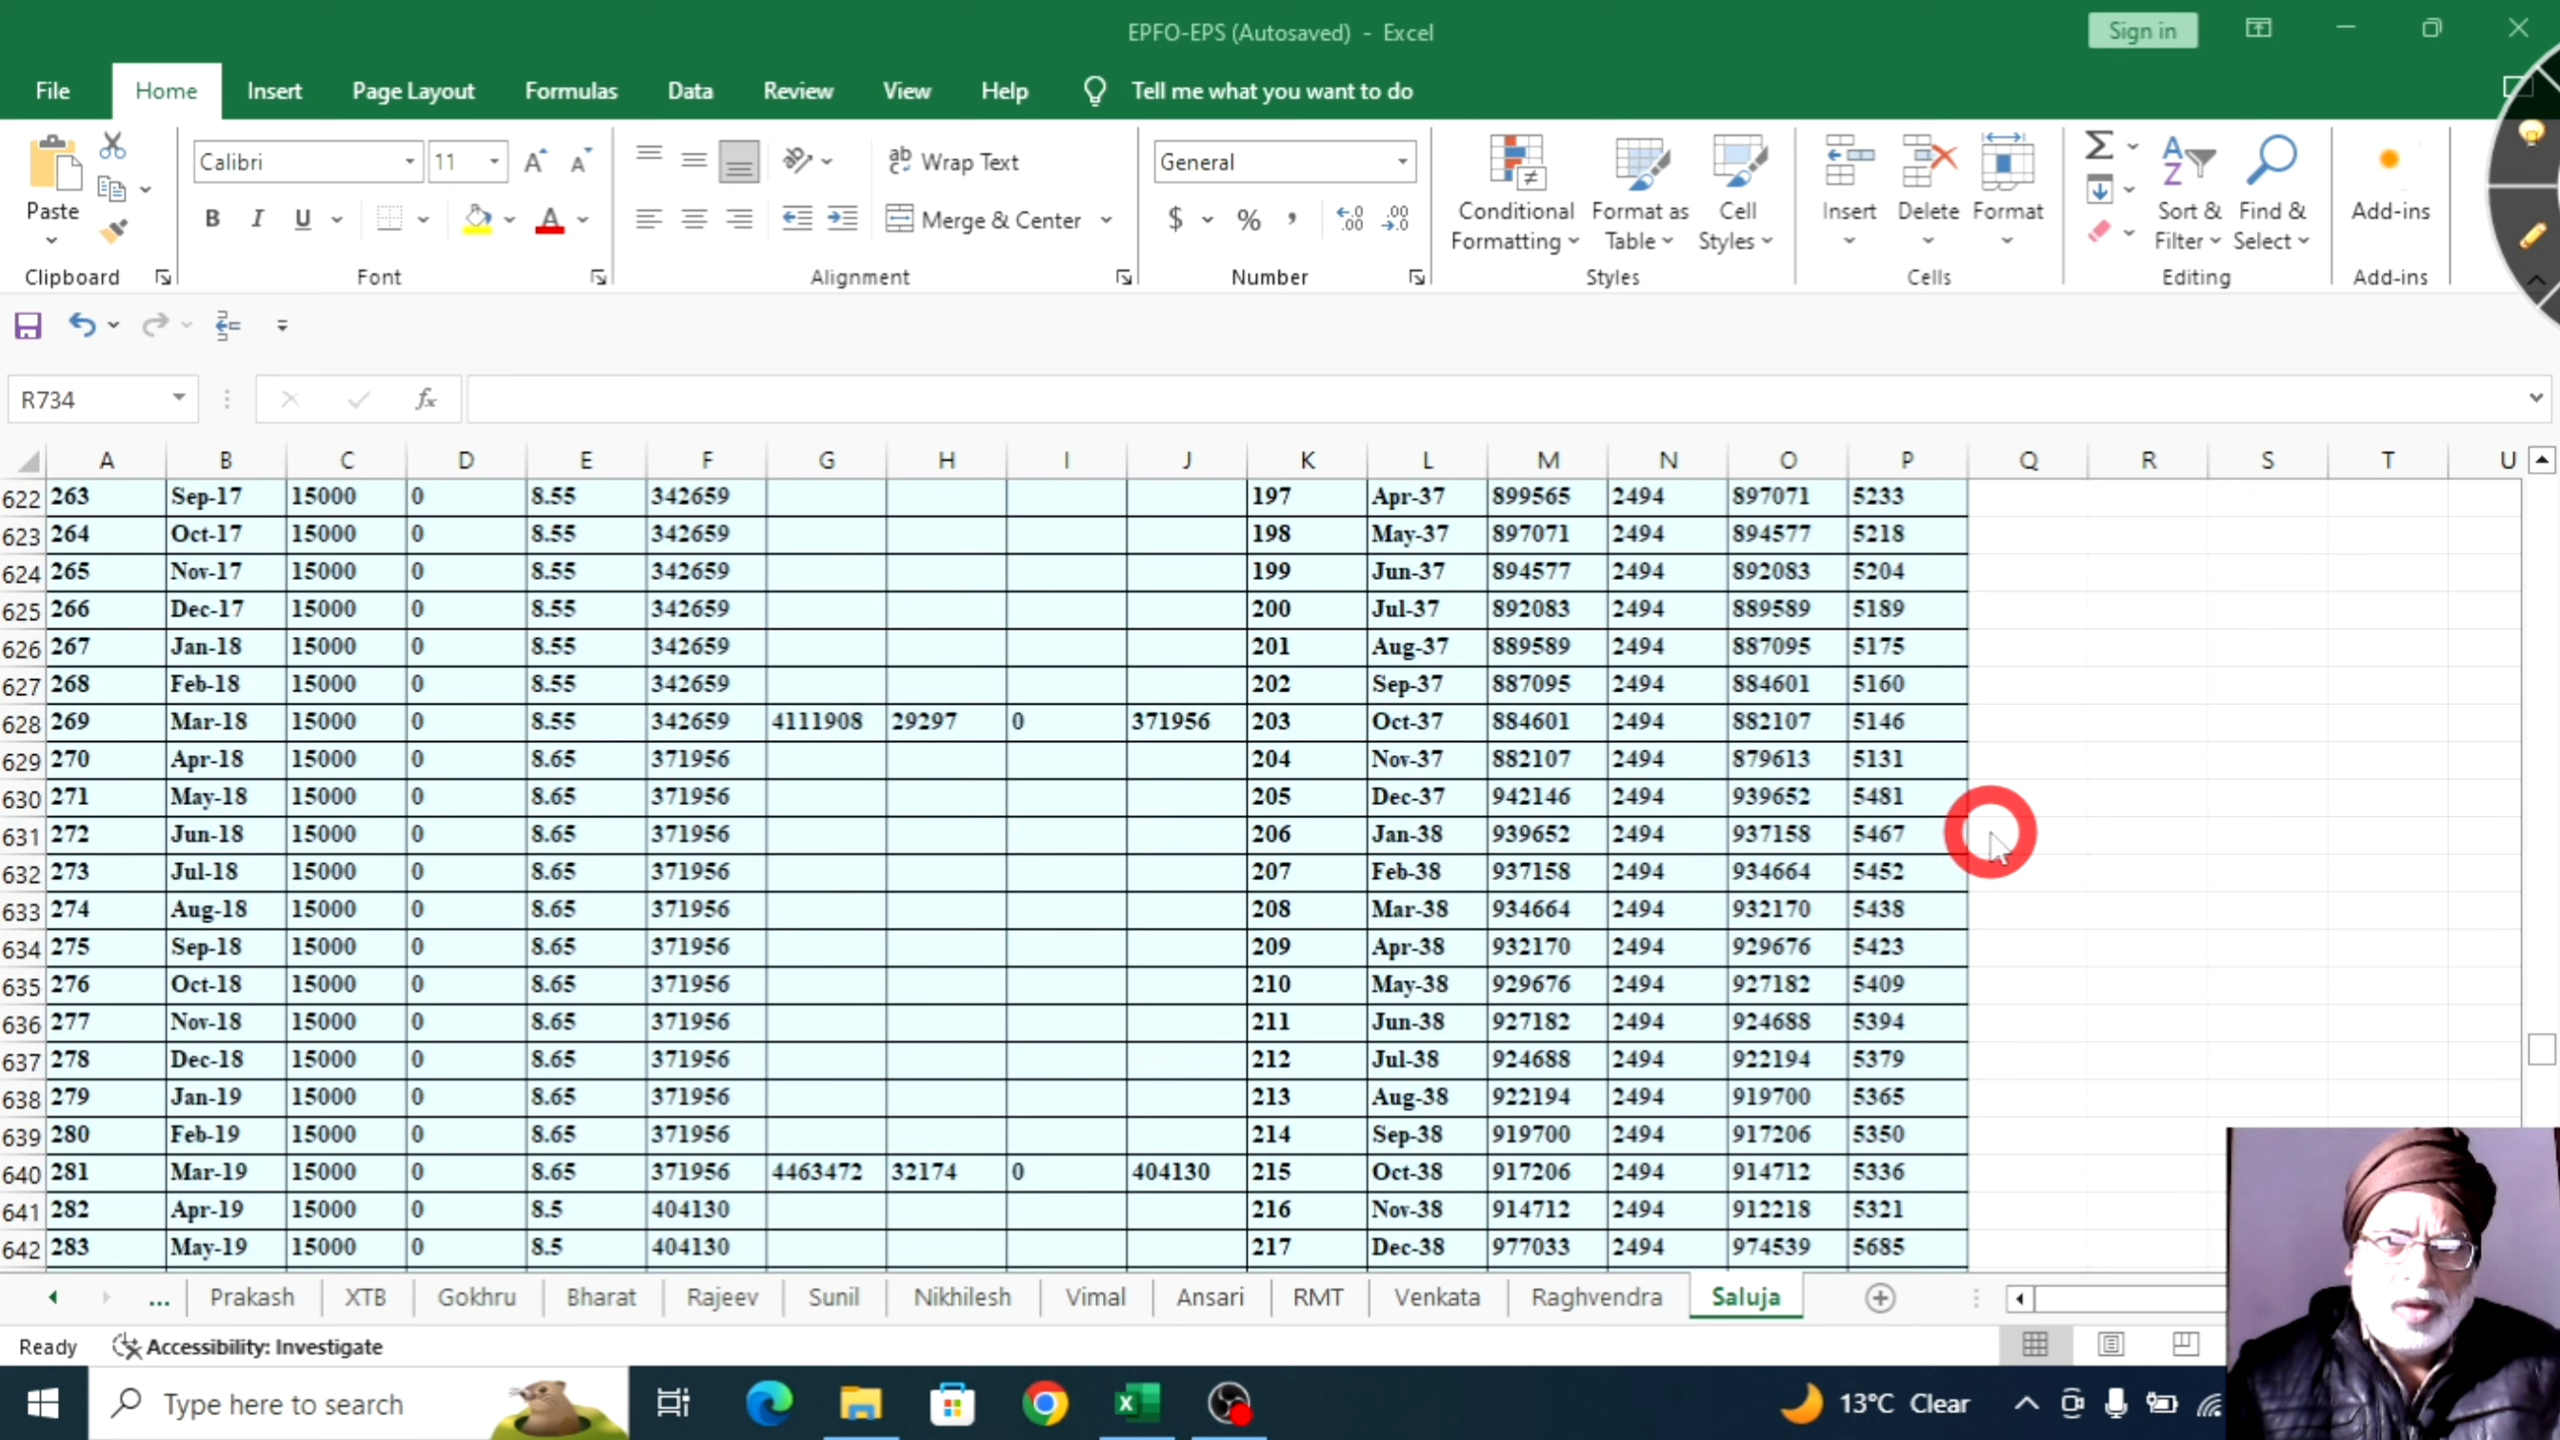 EPFO-EPS (Autosaved) - Excel
Sign in
File Home Insert Page Layout Formulas Data Review View Help Tell me what you want to do
Paste
Clipboard
Calibri 11
B I U A
Font
ab Wrap Text
Merge & Center
Alignment
General
$ % ,
Number
Conditional Formatting
Format as Table
Cell Styles
Styles
Insert Delete Format
Cells
Sort & Filter
Find & Select
Editing
Add-ins
Add-ins
R734 fx
A B C D E F G H I J K L M N O P Q R S T U
622 263 Sep-17 15000 0 8.55 342659 197 Apr-37 899565 2494 897071 5233
623 264 Oct-17 15000 0 8.55 342659 198 May-37 897071 2494 894577 5218
624 265 Nov-17 15000 0 8.55 342659 199 Jun-37 894577 2494 892083 5204
625 266 Dec-17 15000 0 8.55 342659 200 Jul-37 892083 2494 889589 5189
626 267 Jan-18 15000 0 8.55 342659 201 Aug-37 889589 2494 887095 5175
627 268 Feb-18 15000 0 8.55 342659 202 Sep-37 887095 2494 884601 5160
628 269 Mar-18 15000 0 8.55 342659 4111908 29297 0 371956 203 Oct-37 884601 2494 882107 5146
629 270 Apr-18 15000 0 8.65 371956 204 Nov-37 882107 2494 879613 5131
630 271 May-18 15000 0 8.65 371956 205 Dec-37 942146 2494 939652 5481
631 272 Jun-18 15000 0 8.65 371956 206 Jan-38 939652 2494 937158 5467
632 273 Jul-18 15000 0 8.65 371956 207 Feb-38 937158 2494 934664 5452
633 274 Aug-18 15000 0 8.65 371956 208 Mar-38 934664 2494 932170 5438
634 275 Sep-18 15000 0 8.65 371956 209 Apr-38 932170 2494 929676 5423
635 276 Oct-18 15000 0 8.65 371956 210 May-38 929676 2494 927182 5409
636 277 Nov-18 15000 0 8.65 371956 211 Jun-38 927182 2494 924688 5394
637 278 Dec-18 15000 0 8.65 371956 212 Jul-38 924688 2494 922194 5379
638 279 Jan-19 15000 0 8.65 371956 213 Aug-38 922194 2494 919700 5365
639 280 Feb-19 15000 0 8.65 371956 214 Sep-38 919700 2494 917206 5350
640 281 Mar-19 15000 0 8.65 371956 4463472 32174 0 404130 215 Oct-38 917206 2494 914712 5336
641 282 Apr-19 15000 0 8.5 404130 216 Nov-38 914712 2494 912218 5321
642 283 May-19 15000 0 8.5 404130 217 Dec-38 977033 2494 974539 5685
... Prakash XTB Gokhru Bharat Rajeev Sunil Nikhilesh Vimal Ansari RMT Venkata Raghvendra Saluja
Ready Accessibility: Investigate
Type here to search
13°C Clear